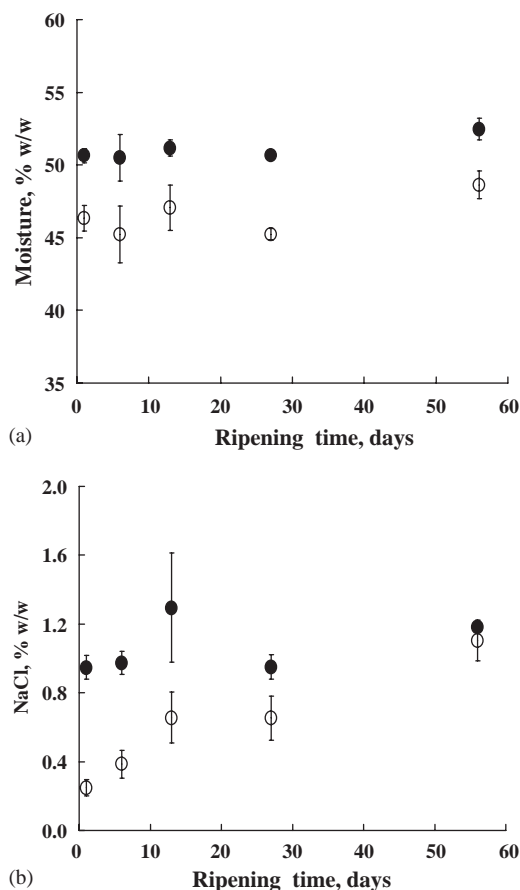 60
55
50
45
40
35
Moisture, % w/w
0 10 20 30 40 50 60
(a)
Ripening time, days
2.0
1.6
1.2
0.8
0.4
0.0
NaCl, % w/w
0 10 20 30 40 50 60
(b)
Ripening time, days